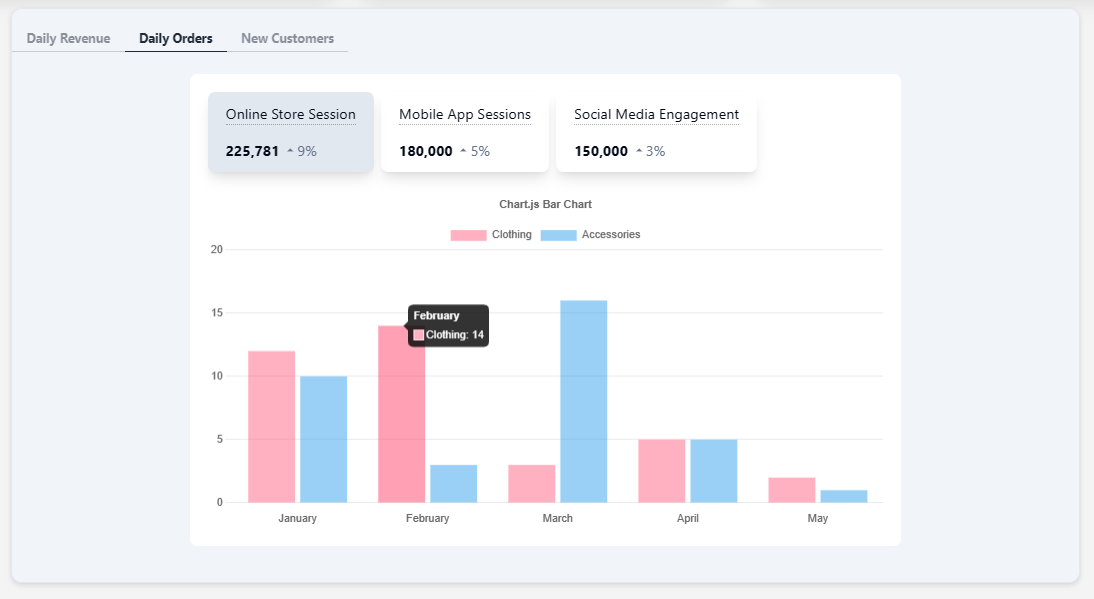 Daily Revenue Daily Orders New Customers
Online Store Session Mobile App Sessions Social Media Engagement
225,781 9% 180,000 5% 150,000 3%
Chart.js Bar Chart
Clothing Accessories
20
15
February
Clothing: 14
10
5
0
January February March April May